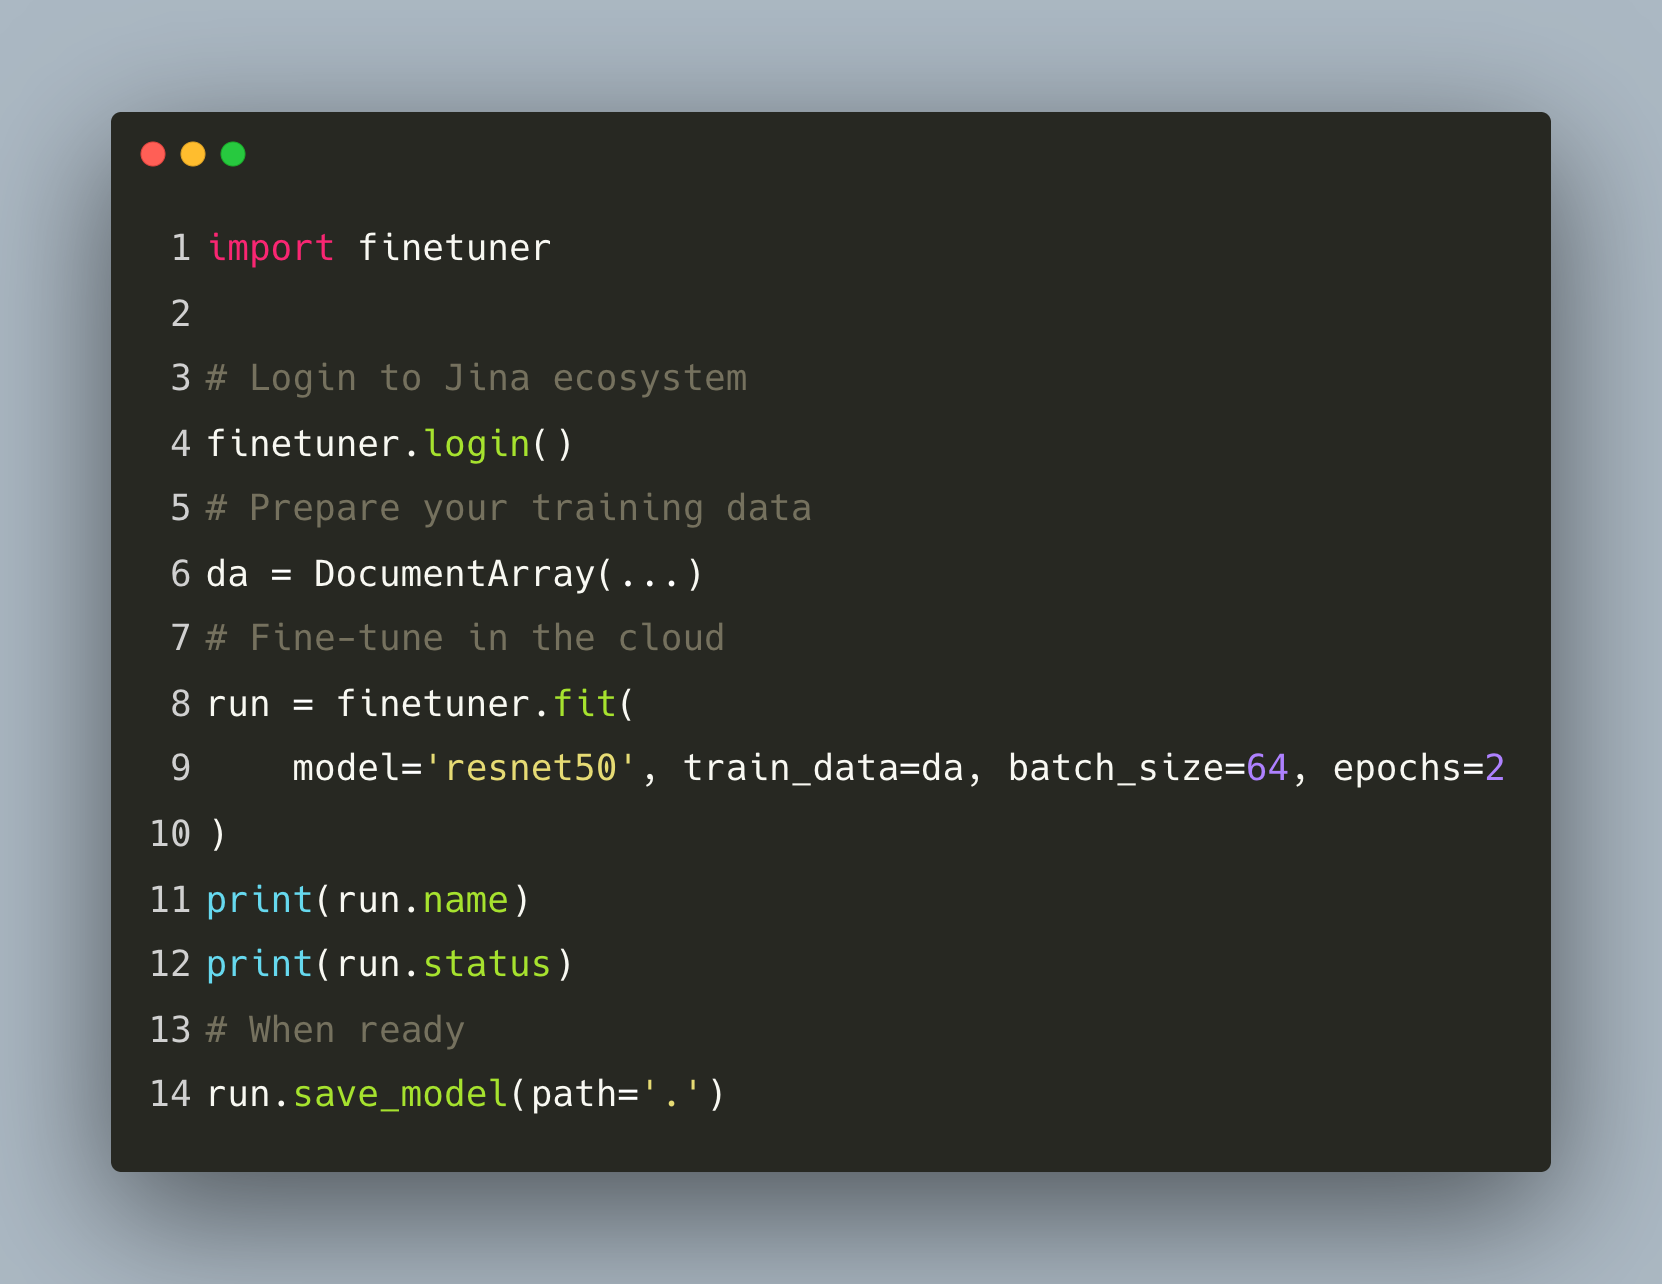 1 import finetuner
2
3 # Login to Jina ecosystem
4 finetuner.login()
5 # Prepare your training data
6 da = DocumentArray(...)
7 # Fine-tune in the cloud
8 run = finetuner.fit(
9     model='resnet50', train_data=da, batch_size=64, epochs=2
10 )
11 print(run.name)
12 print(run.status)
13 # When ready
14 run.save_model(path='.')